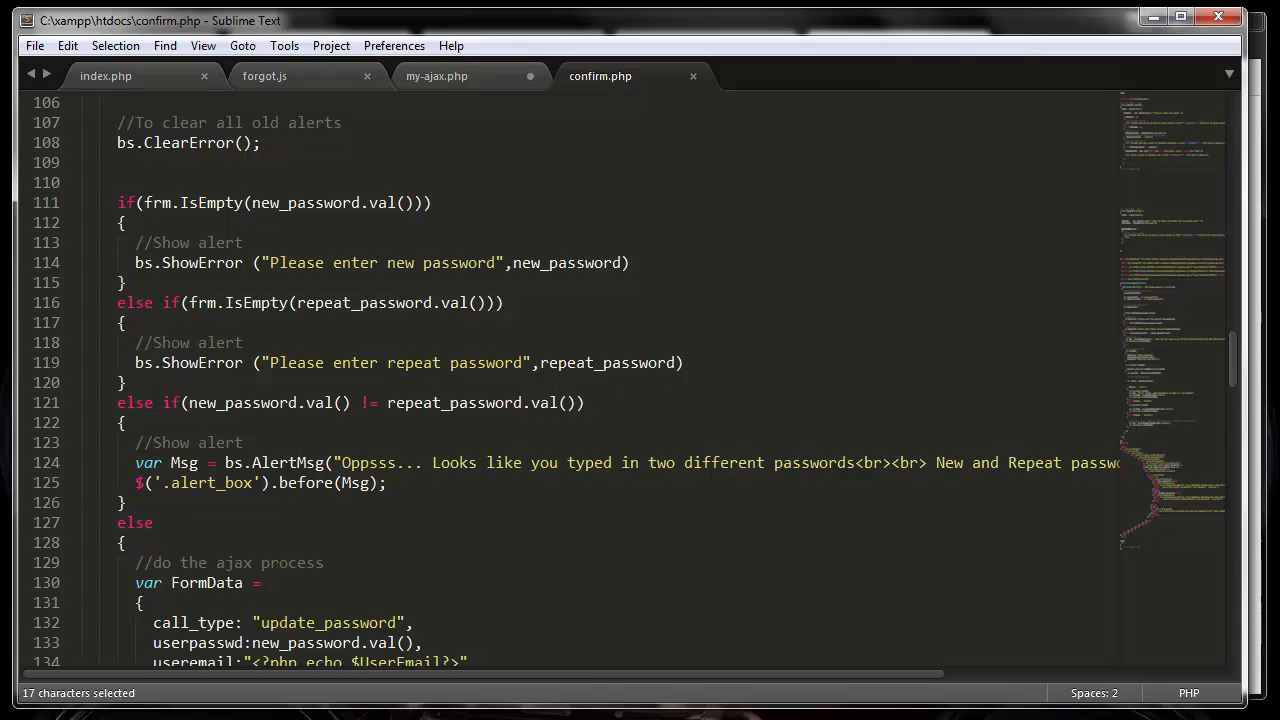 C:\xampp\htdocs\confirm.php - Sublime Text
File Edit Selection Find View Goto Tools Project Preferences Help
index.php forgot.js my-ajax.php confirm.php
106
107 //To clear all old alerts
108 bs.ClearError();
109
110
111 if(frm.IsEmpty(new_password.val()))
112 {
113 //Show alert
114 bs.ShowError ("Please enter new password",new_password)
115 }
116 else if(frm.IsEmpty(repeat_password.val()))
117 {
118 //Show alert
119 bs.ShowError ("Please enter repeat password",repeat_password)
120 }
121 else if(new_password.val() != repeat_password.val())
122 {
123 //Show alert
124 var Msg = bs.AlertMsg("Oppsss... Looks like you typed in two different passwords<br><br> New and Repeat passwo
125 $('.alert_box').before(Msg);
126 }
127 else
128 {
129 //do the ajax process
130 var FormData =
131 {
132 call_type: "update_password",
133 userpasswd:new_password.val(),
134 useremail:"<?php echo $UserEmail?>"
17 characters selected Spaces: 2 PHP